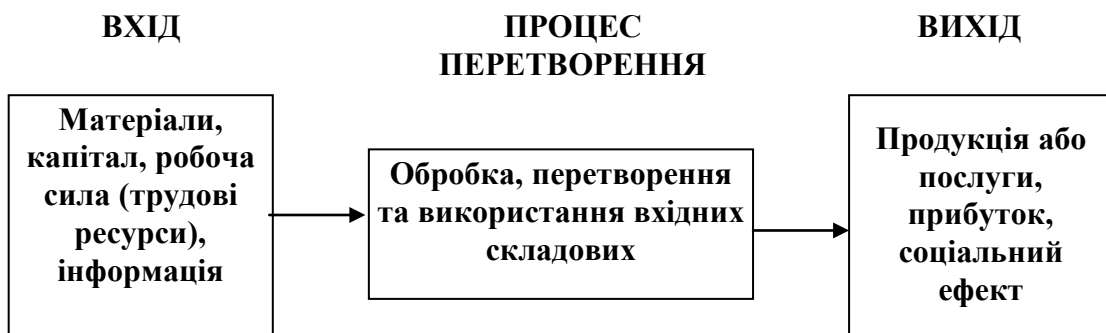 ВХІД
ПРОЦЕС
ПЕРЕТВОРЕННЯ
ВИХІД
Матеріали,
капітал, робоча
сила (трудові
ресурси),
інформація
Обробка, перетворення
та використання вхідних
складових
Продукція або
послуги,
прибуток,
соціальний
ефект